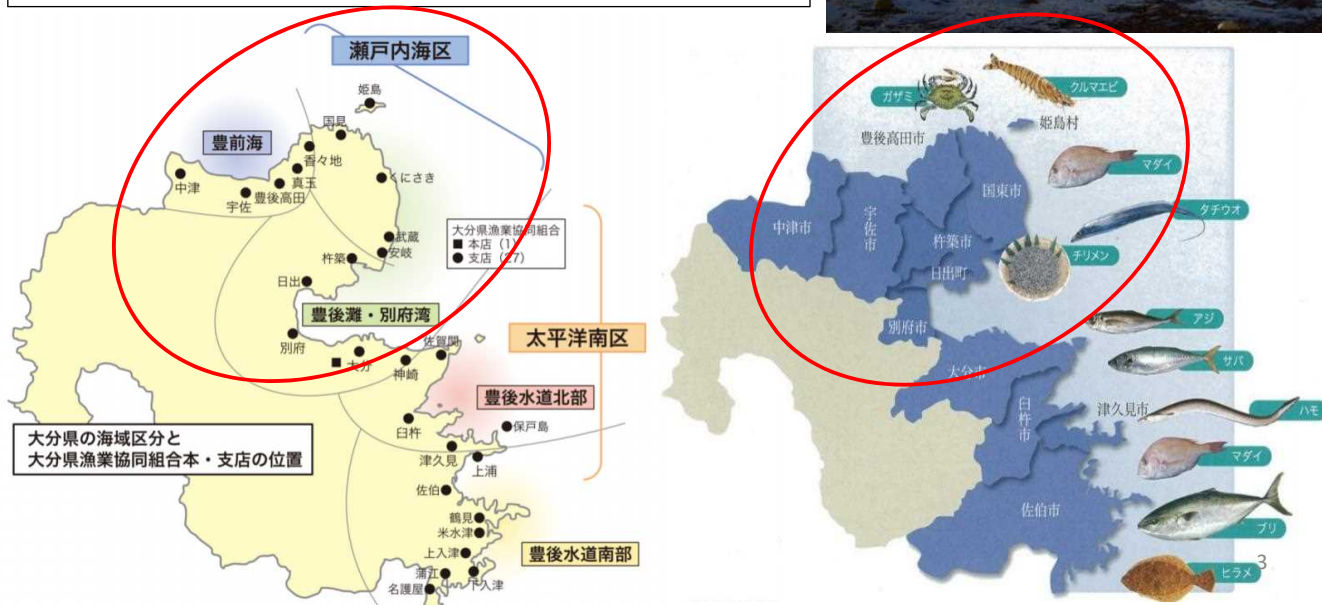 瀬戸内海区
姫島
国見
豊前海
香々地
中津
真玉
くにさき
宇佐
豊後高田
大分県漁業協同組合
■ 本店（1）
● 支店（27）
武蔵
安岐
杵築
日出
豊後灘・別府湾
別府
太平洋南区
佐賀関
大分
神崎
豊後水道北部
臼杵
保戸島
大分県の海域区分と
大分県漁業協同組合本・支店の位置
津久見
上浦
佐伯
鶴見
米水津
上入津
豊後水道南部
蒲江
下入津
名護屋
クルマエビ
ガザミ
姫島村
豊後高田市
マダイ
国東市
タチウオ
中津市
宇佐市
杵築市
チリメン
日出町
別府市
アジ
サバ
大分市
津久見市
ハモ
臼杵市
マダイ
佐伯市
ブリ
ヒラメ
3